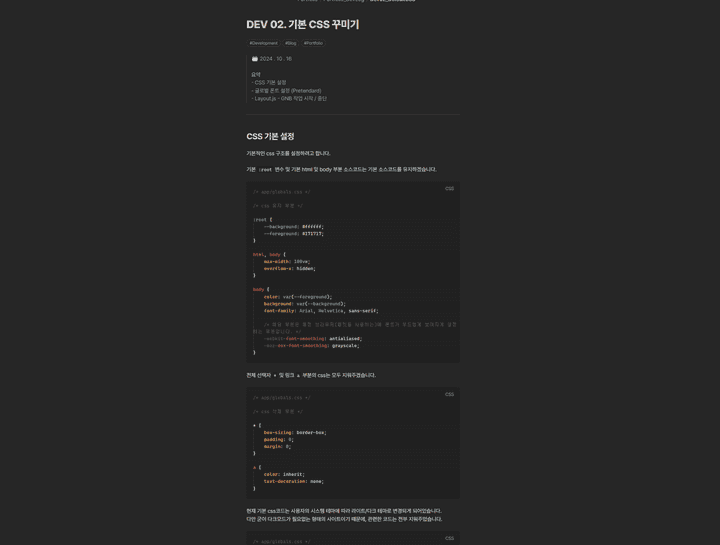 DEV 02. 기본 CSS 꾸미기
#Development #Blog #Portfolio
2024 . 10 . 16
요약
- CSS 기본 설정
- 글로벌 폰트 설정 (Pretendard)
- Layout.js - GNB 작업 시작 / 중단
CSS 기본 설정
기본적인 css 구조를 설정하려고 합니다.
기본 :root 변수 및 기본 html 및 body 부분 소스코드는 기본 소스코드를 유지하겠습니다.
CSS
/* app/globals.css */
/* css 유지 부분 */
:root {
--background: #ffffff;
--foreground: #171717;
}
html, body {
max-width: 100vw;
overflow-x: hidden;
}
body {
color: var(--foreground);
background: var(--background);
font-family: Arial, Helvetica, sans-serif;
-webkit-font-smoothing: antialiased;
-moz-osx-font-smoothing: grayscale;
}
전체 선택자 * 및 링크 a 부분의 css는 모두 지워주겠습니다.
CSS
/* app/globals.css */
/* css 삭제 부분 */
* {
box-sizing: border-box;
padding: 0;
margin: 0;
}
a {
color: inherit;
text-decoration: none;
}
현재 기본 css코드는 사용자의 시스템 테마에 따라 라이트/다크 테마로 변경되게 되어있습니다.
다만 굳이 다크모드가 필요없는 형태의 사이트이기 때문에, 관련한 코드는 전부 지워주었습니다.
CSS
/* app/globals.css */